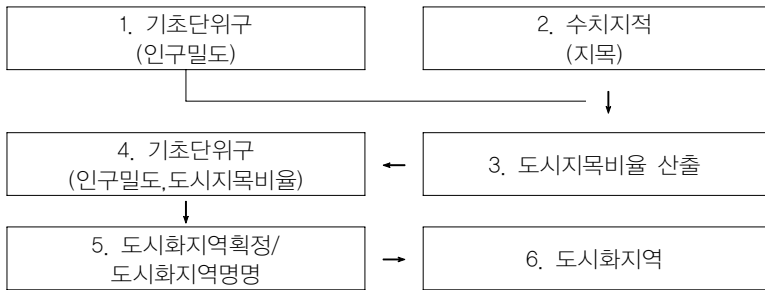 1. 기초단위구
(인구밀도)
2. 수치지적
(지목)
4. 기초단위구
(인구밀도,도시지목비율)
3. 도시지목비율 산출
5. 도시화지역획정/
도시화지역명명
6. 도시화지역